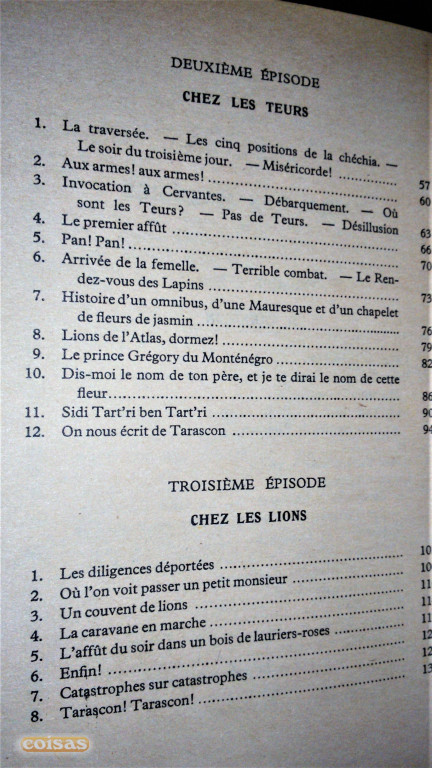 DEUXIÈME ÉPISODE
CHEZ LES TEURS
1. La traversée. — Les cinq positions de la chéchia. —
Le soir du troisième jour. — Miséricorde! .............. 57
2. Aux armes! aux armes! .............. 60
3. Invocation à Cervantes. — Débarquement. — Où
sont les Teurs? — Pas de Teurs. — Désillusion 63
4. Le premier affût .............. 66
5. Pan! Pan! .............. 70
6. Arrivée de la femelle. — Terrible combat. — Le Ren-
dez-vous des Lapins .............. 73
7. Histoire d'un omnibus, d'une Mauresque et d'un chapelet
de fleurs de jasmin .............. 76
8. Lions de l'Atlas, dormez! .............. 79
9. Le prince Grégory du Monténégro .............. 82
10. Dis-moi le nom de ton père, et je te dirai le nom de cette
fleur .............. 86
11. Sidi Tart'ri ben Tart'ri .............. 90
12. On nous écrit de Tarascon .............. 94
TROISIÈME ÉPISODE
CHEZ LES LIONS
1. Les diligences déportées ..............
2. Où l'on voit passer un petit monsieur ..............
3. Un couvent de lions ..............
4. La caravane en marche ..............
5. L'affût du soir dans un bois de lauriers-roses ..............
6. Enfin! ..............
7. Catastrophes sur catastrophes ..............
8. Tarascon! Tarascon! ..............
coisas